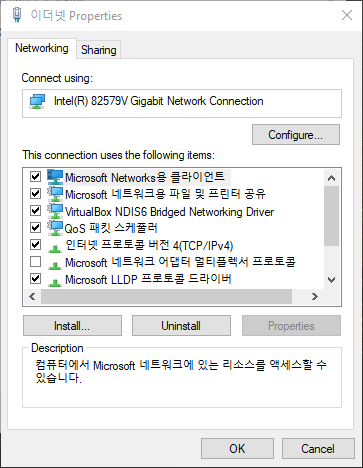 이더넷 Properties
Networking
Sharing
Connect using:
Intel(R) 82579V Gigabit Network Connection
Configure...
This connection uses the following items:
Microsoft Networks용 클라이언트
Microsoft 네트워크용 파일 및 프린터 공유
VirtualBox NDIS6 Bridged Networking Driver
QoS 패킷 스케줄러
인터넷 프로토콜 버전 4(TCP/IPv4)
Microsoft 네트워크 어댑터 멀티플렉서 프로토콜
Microsoft LLDP 프로토콜 드라이버
Install...
Uninstall
Properties
Description
컴퓨터에서 Microsoft 네트워크에 있는 리소스를 액세스할 수
있습니다.
OK
Cancel